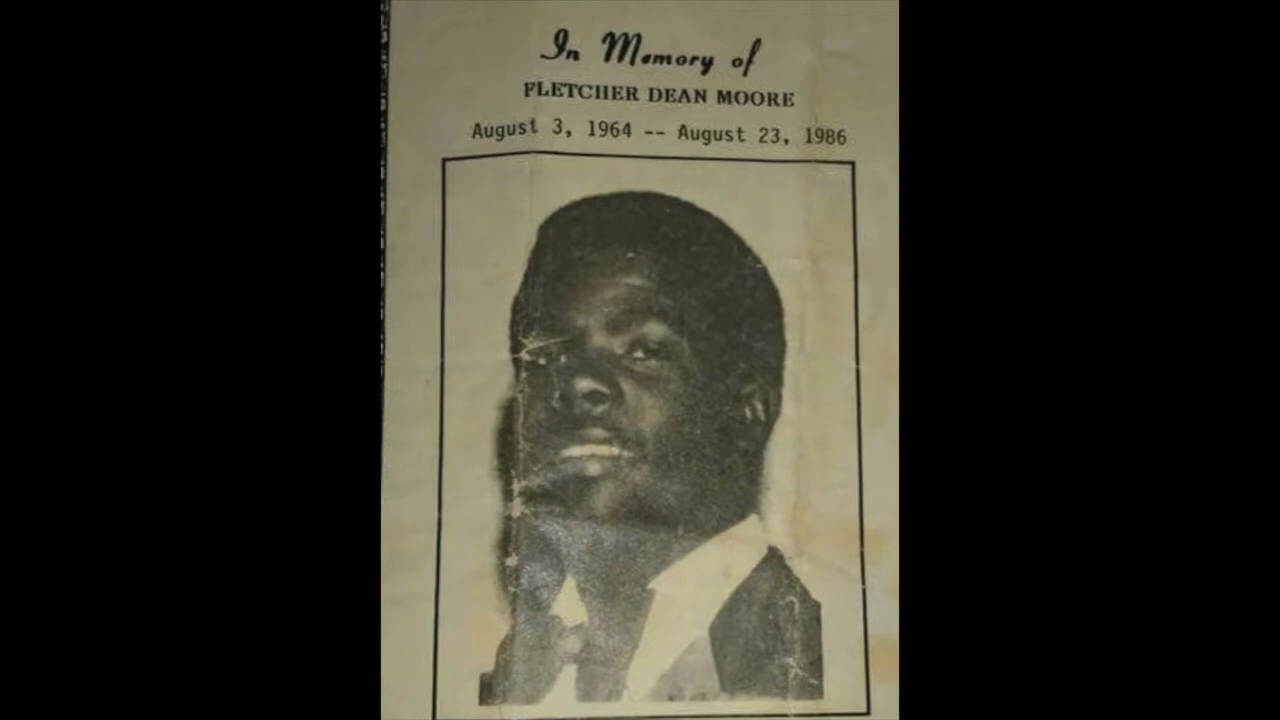 In Memory of
FLETCHER DEAN MOORE
August 3, 1964 -- August 23, 1986